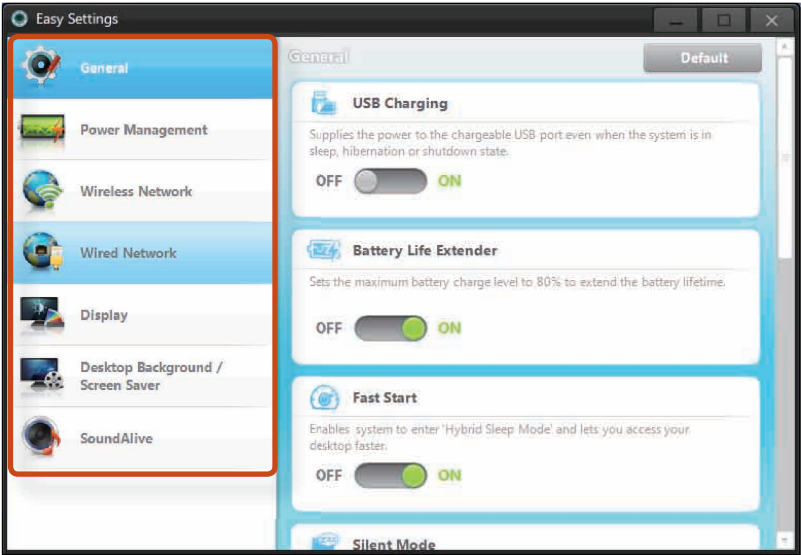 Easy Settings
General
Power Management
Wireless Network
Wired Network
Display
Desktop Background /
Screen Saver
SoundAlive
General
Default
USB Charging
Supplies the power to the chargeable USB port even when the system is in
sleep, hibernation or shutdown state.
OFF ON
Battery Life Extender
Sets the maximum battery charge level to 80% to extend the battery lifetime.
OFF ON
Fast Start
Enables system to enter 'Hybrid Sleep Mode' and lets you access your
desktop faster.
OFF ON
Silent Mode